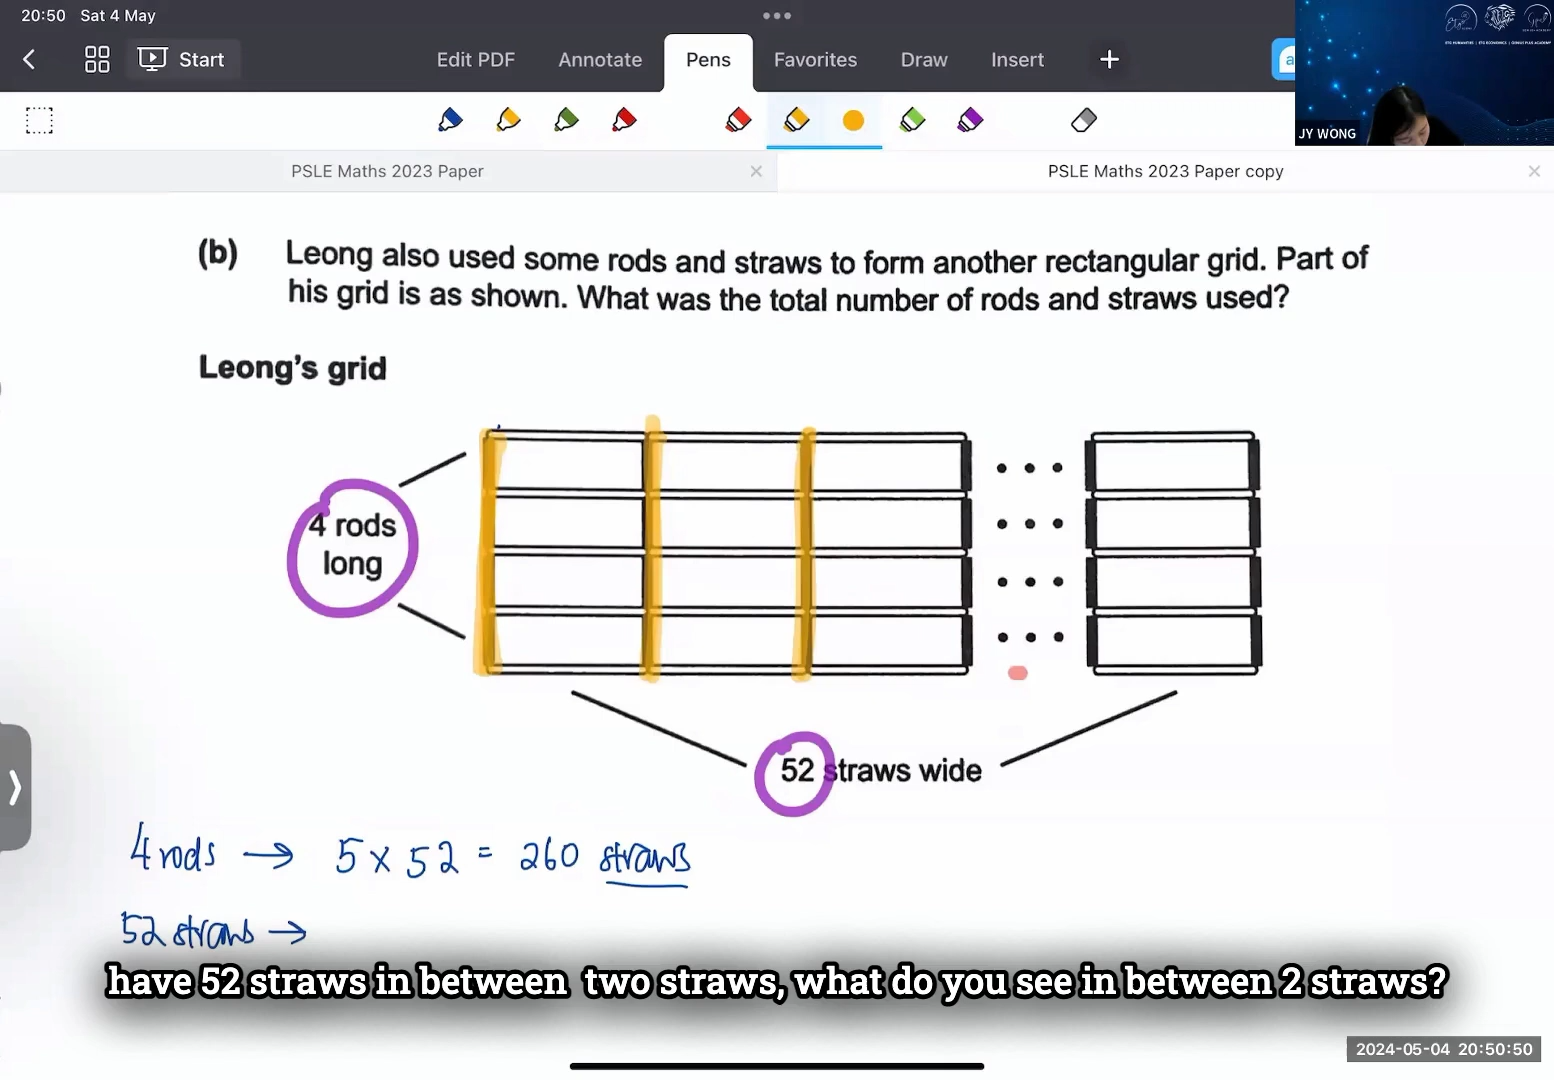 20:50 Sat 4 May
Start
Edit PDF Annotate Pens Favorites Draw Insert
JY WONG
PSLE Maths 2023 Paper
PSLE Maths 2023 Paper copy
(b) Leong also used some rods and straws to form another rectangular grid. Part of
his grid is as shown. What was the total number of rods and straws used?
Leong's grid
4 rods
long
52 straws wide
4 rods → 5 x 52 = 260 straws
52 straws →
have 52 straws in between two straws, what do you see in between 2 straws?
2024-05-04 20:50:50